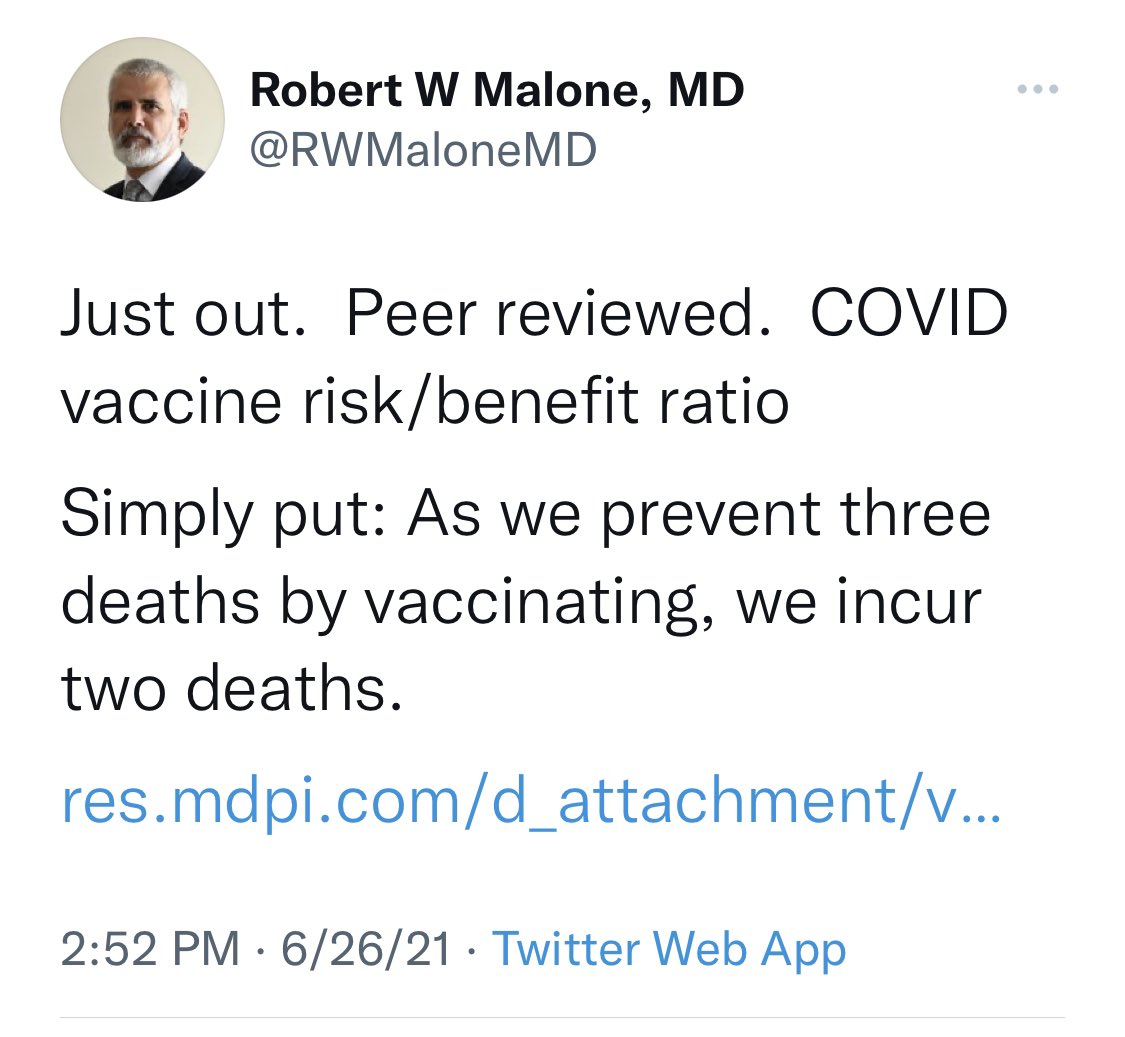 Robert W Malone, MD
@RWMaloneMD
Just out.  Peer reviewed.  COVID
vaccine risk/benefit ratio
Simply put: As we prevent three
deaths by vaccinating, we incur
two deaths.
res.mdpi.com/d_attachment/v...
2:52 PM · 6/26/21 · Twitter Web App